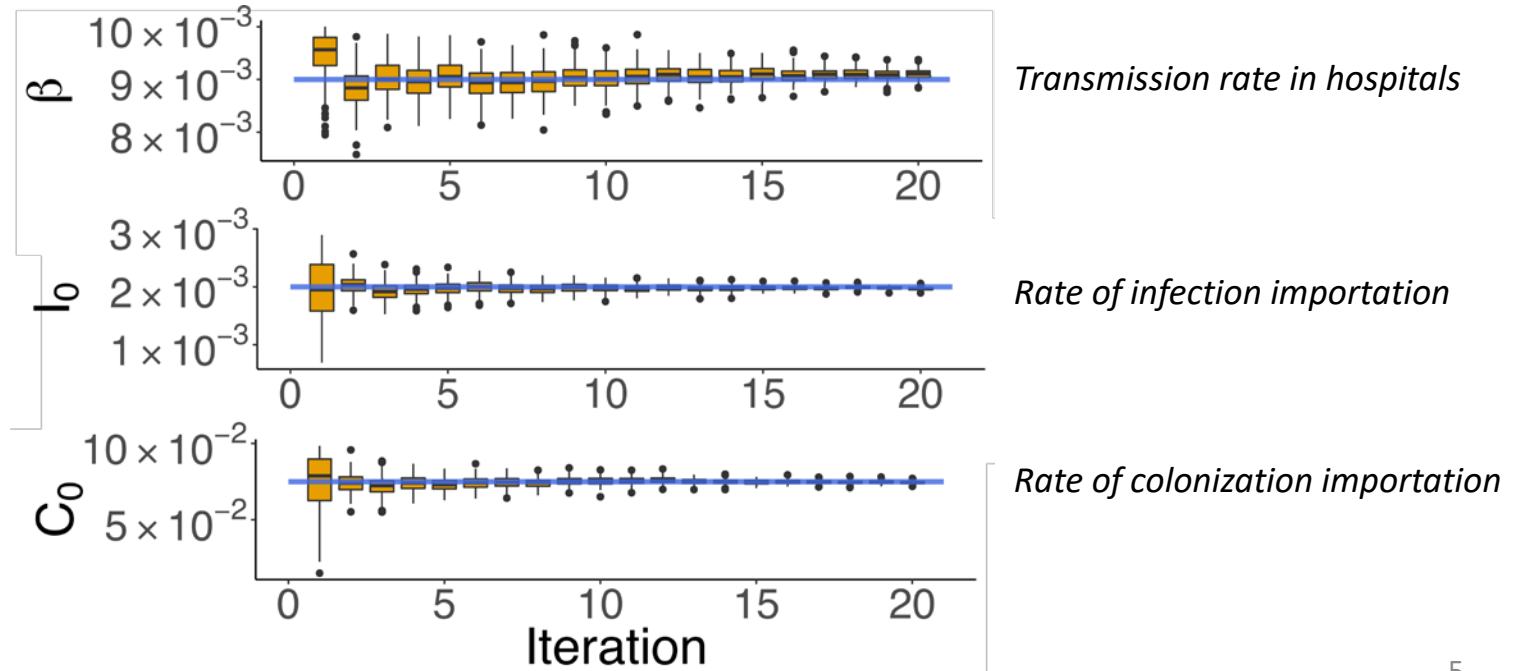 10 × 10⁻³
9 × 10⁻³
8 × 10⁻³
β
0 5 10 15 20
Transmission rate in hospitals
3 × 10⁻³
2 × 10⁻³
1 × 10⁻³
I₀
0 5 10 15 20
Rate of infection importation
10 × 10⁻²
5 × 10⁻²
C₀
0 5 10 15 20
Rate of colonization importation
Iteration
5